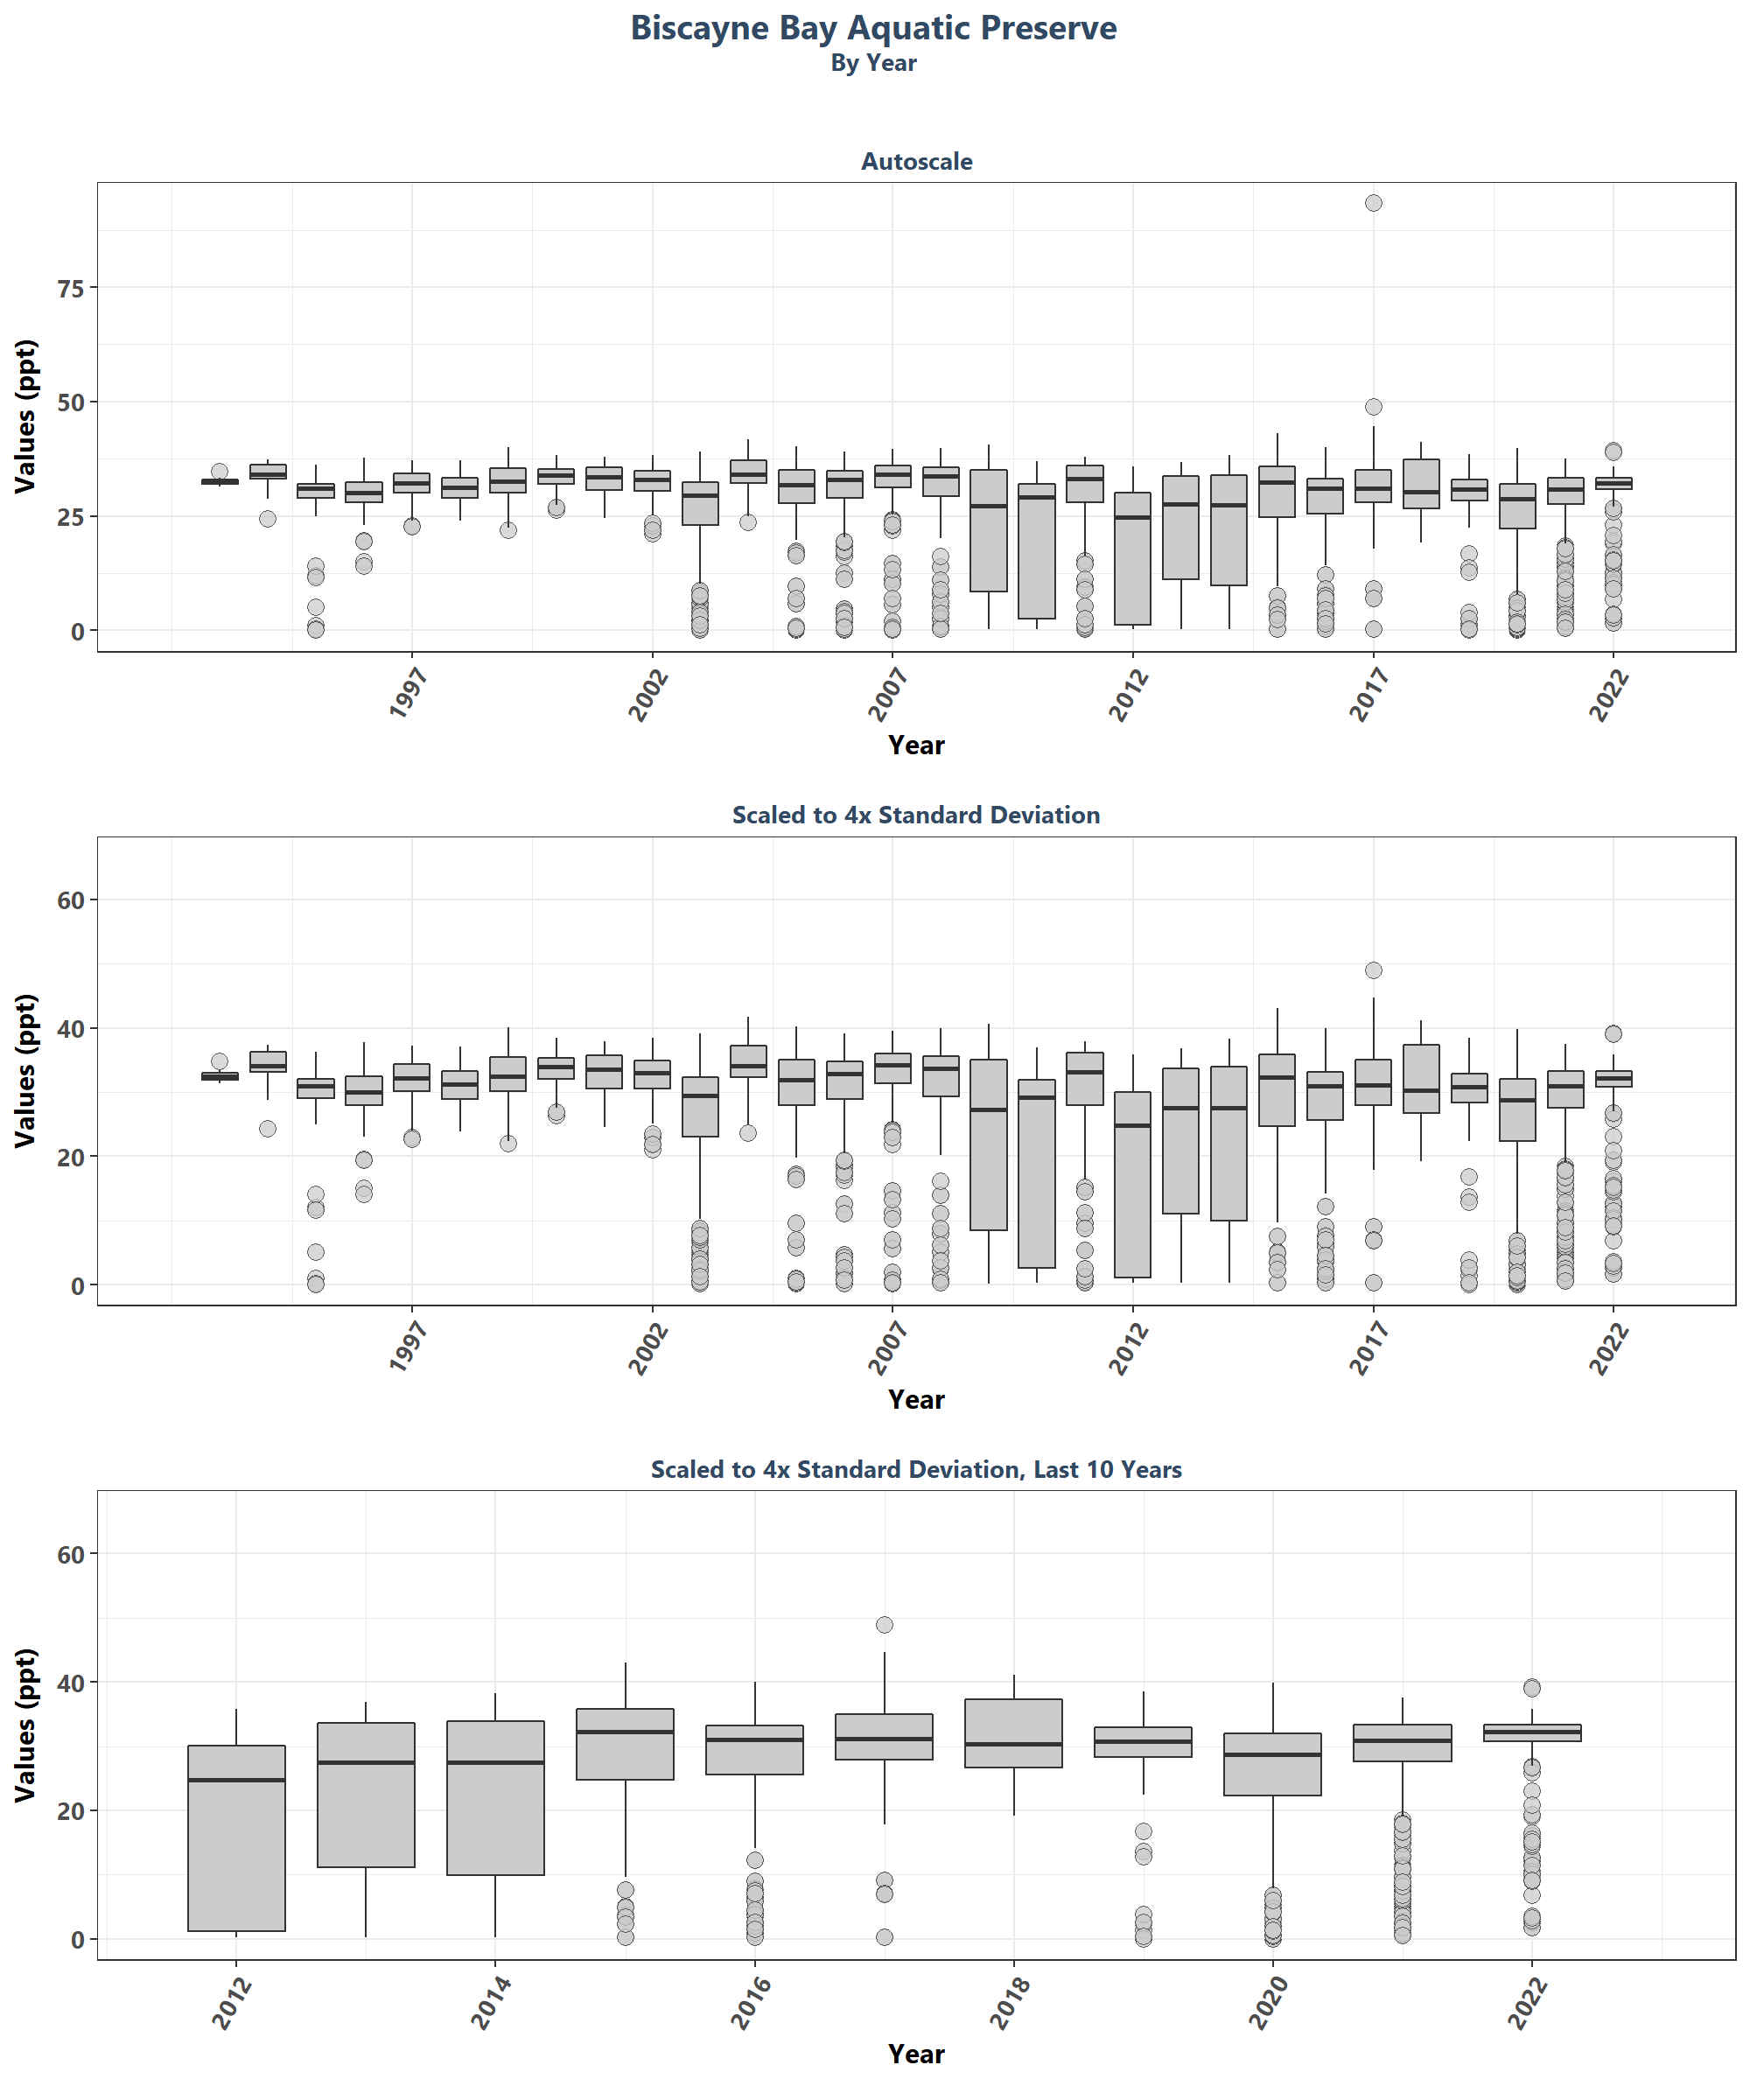 Biscayne Bay Aquatic Preserve
By Year
Autoscale
Values (ppt)
75
50
25
0
1997 2002 2007 2012 2017 2022
Year
Scaled to 4x Standard Deviation
Values (ppt)
60
40
20
0
1997 2002 2007 2012 2017 2022
Year
Scaled to 4x Standard Deviation, Last 10 Years
Values (ppt)
60
40
20
0
2012 2014 2016 2018 2020 2022
Year